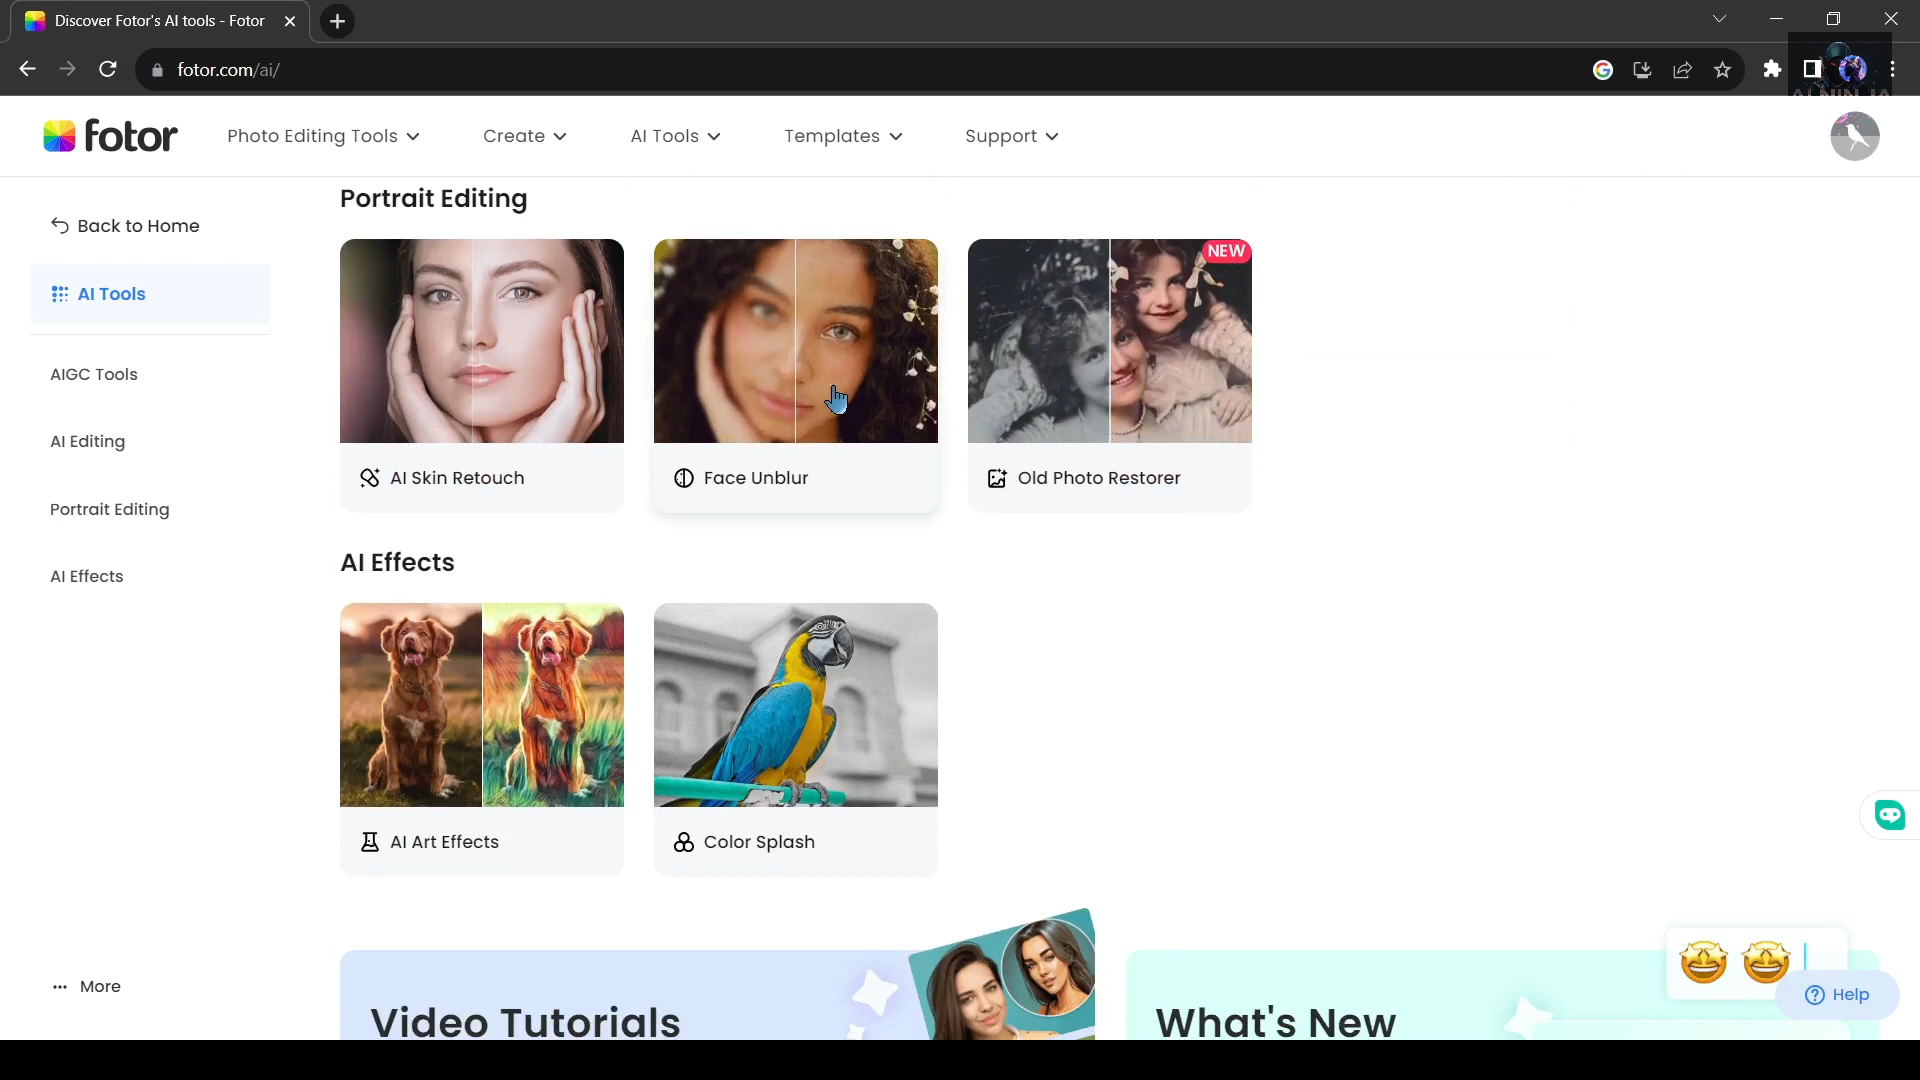 Discover Fotor's AI tools - Fotor
fotor.com/ai/
fotor
Photo Editing Tools
Create
AI Tools
Templates
Support
Back to Home
AI Tools
AIGC Tools
AI Editing
Portrait Editing
AI Effects
More
Portrait Editing
NEW
AI Skin Retouch
Face Unblur
Old Photo Restorer
AI Effects
AI Art Effects
Color Splash
Video Tutorials
What's New
Help